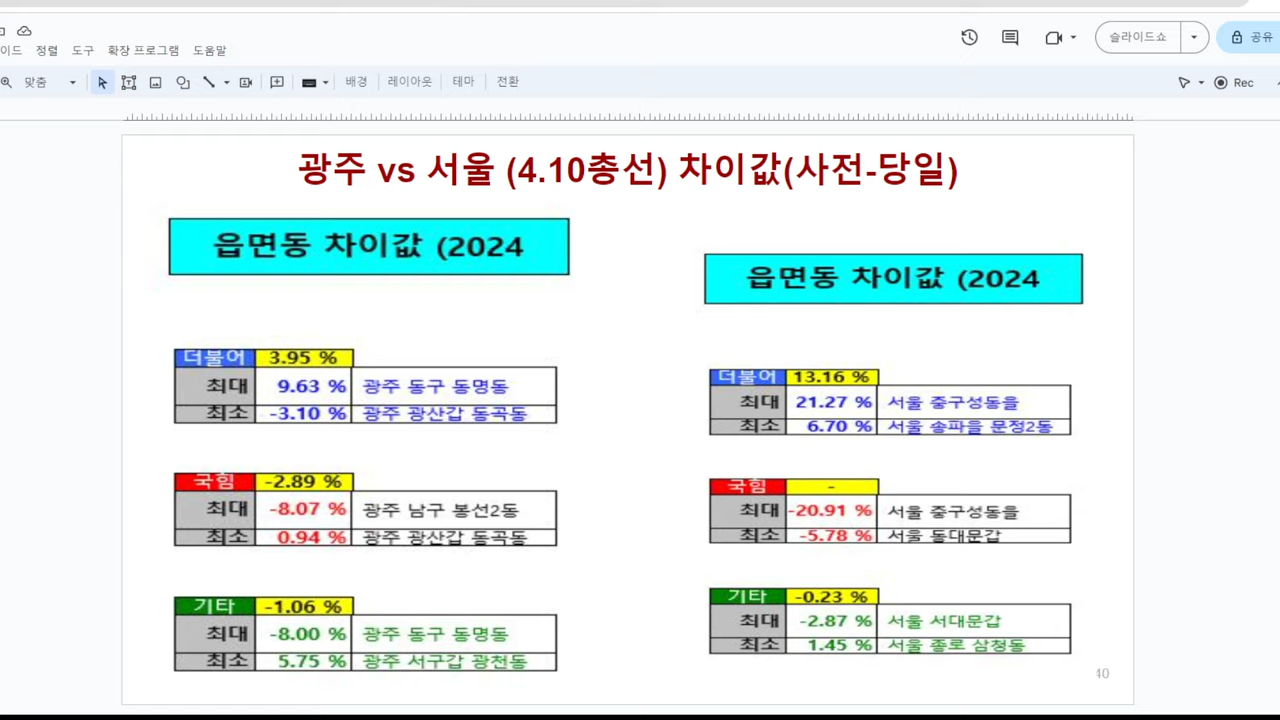 이드 정렬 도구 확장 프로그램 도움말
슬라이드쇼
공유
맞춤
배경 레이아웃 테마 전환
Rec
광주 vs 서울 (4.10총선) 차이값(사전-당일)
읍면동 차이값 (2024
더불어 3.95 %
최대 9.63 % 광주 동구 동명동
최소 -3.10 % 광주 광산갑 동곡동
국힘 -2.89 %
최대 -8.07 % 광주 남구 봉선2동
최소 0.94 % 광주 광산갑 동곡동
기타 -1.06 %
최대 -8.00 % 광주 동구 동명동
최소 5.75 % 광주 서구갑 광천동
읍면동 차이값 (2024
더불어 13.16 %
최대 21.27 % 서울 중구성동을
최소 6.70 % 서울 송파을 문정2동
국힘 -
최대 -20.91 % 서울 중구성동을
최소 -5.78 % 서울 동대문갑
기타 -0.23 %
최대 -2.87 % 서울 서대문갑
최소 1.45 % 서울 종로 삼청동
40